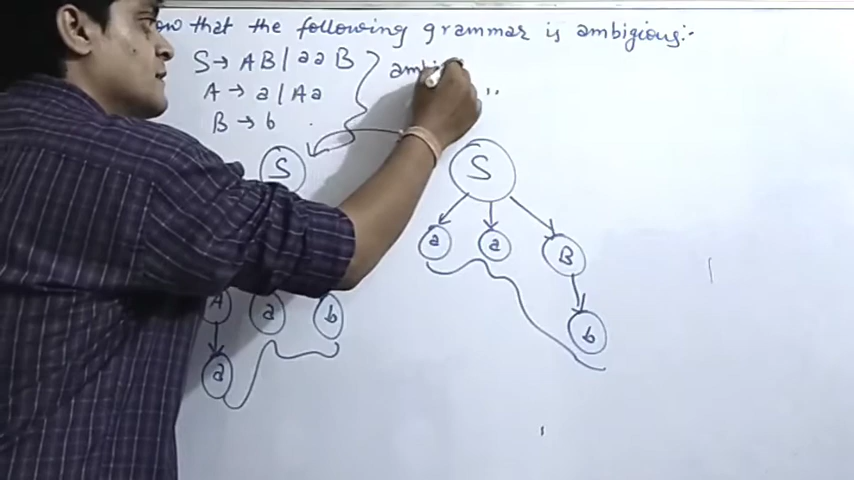 that the following grammar is ambigious:-
S → AB | aaB
A → a | Aa
B → b
S
S
a
a
B
A
a
b
b
a